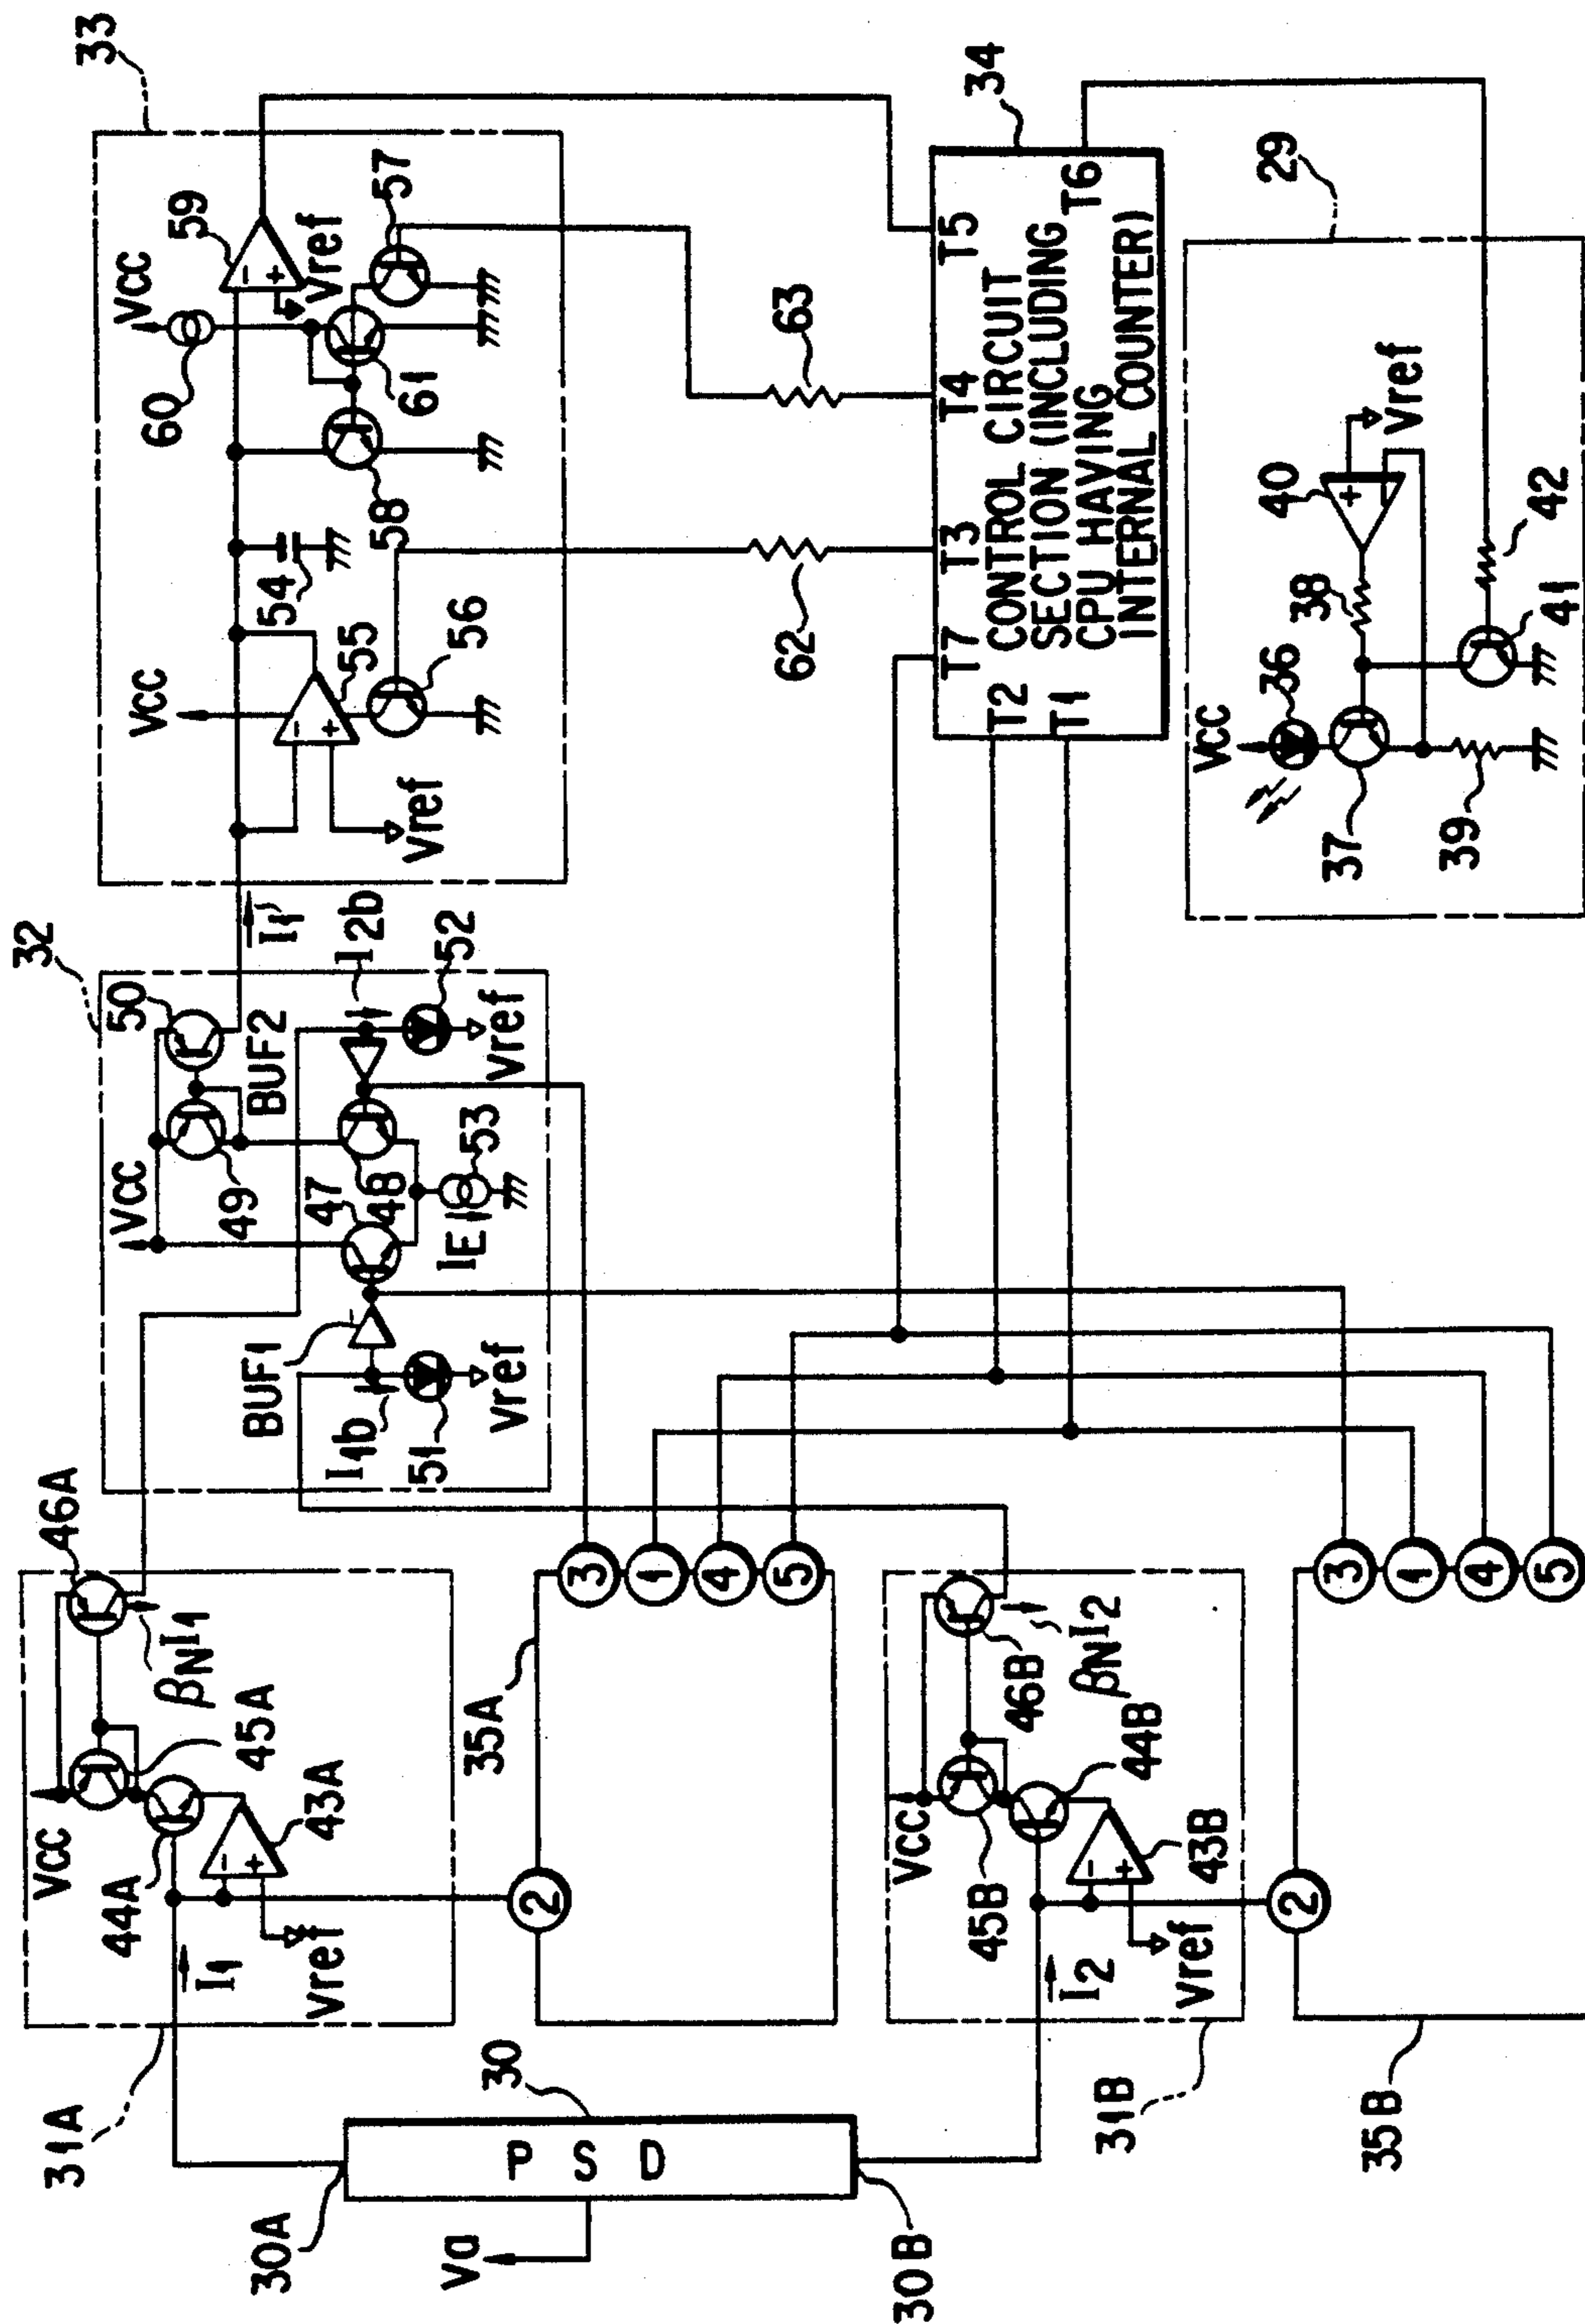 33
VCC
59
60
Vref
57
61
58
54
VCC
55
56
Vref
62
63
34
T7
T3
T4
T5
T2
T1
T6
CONTROL CIRCUIT
SECTION (INCLUDING
CPU HAVING
INTERNAL COUNTER)
29
VCC
36
38
40
Vref
37
39
41
42
32
50
BUF2
VCC
49
47
48
I1
I2b
52
Vref
53
IE
BUF1
I1b
51
Vref
46A
VCC
45A
βNI1
44A
43A
I1
Vref
31A
35A
2
3
1
4
5
VCC
46B
βNI2
45B
44B
43B
I2
Vref
31B
35B
2
3
1
4
5
30
30A
P S D
30B
Va